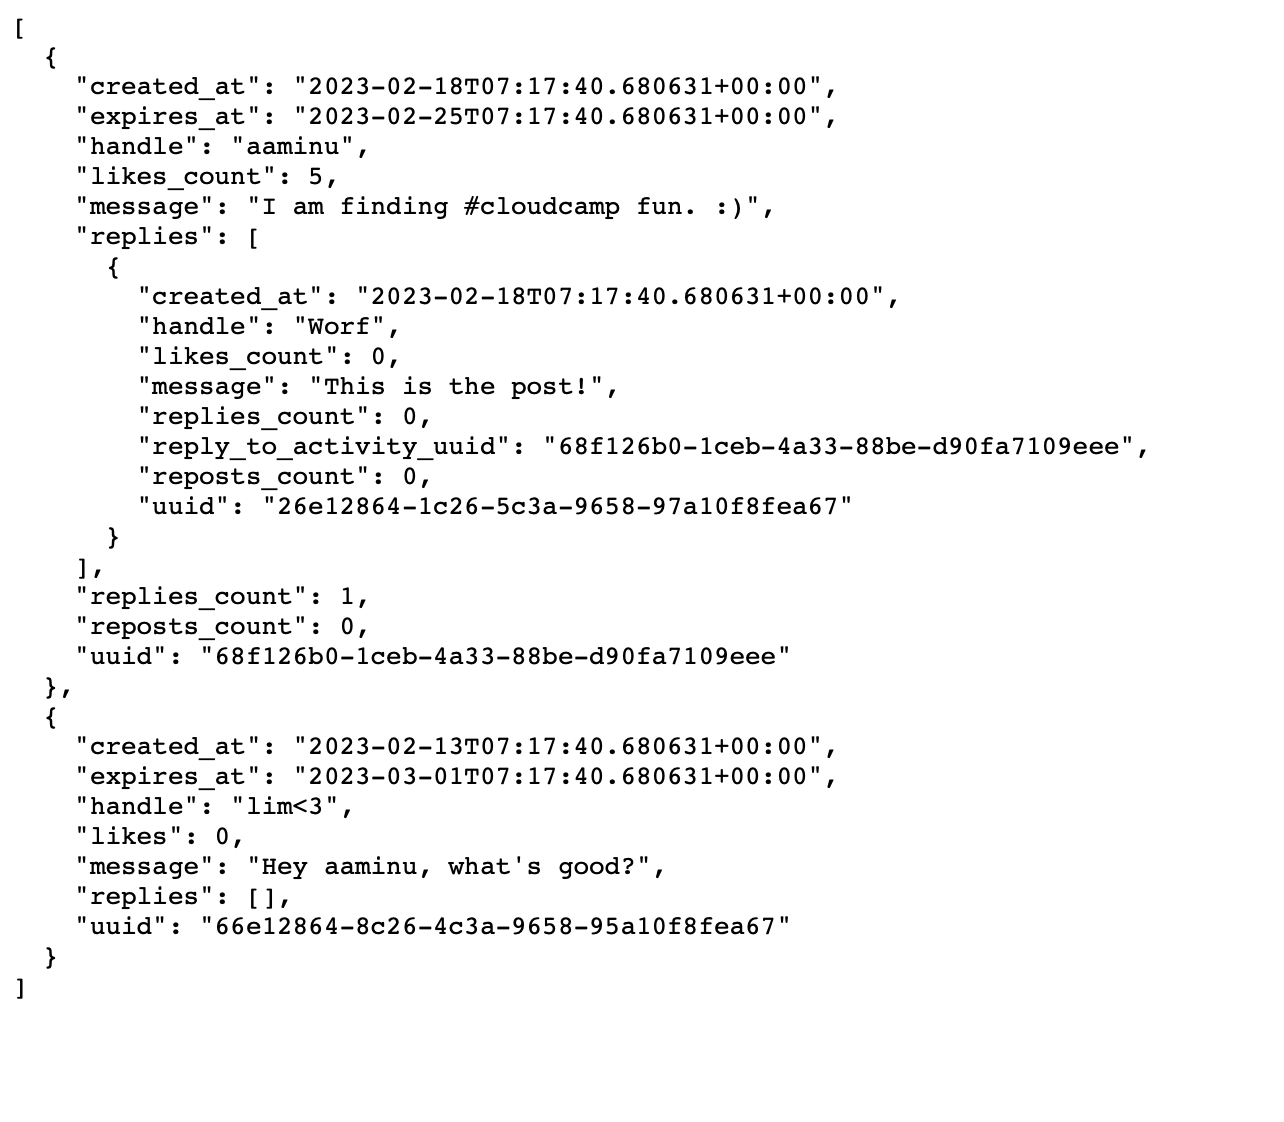 [
  {
    "created_at": "2023-02-18T07:17:40.680631+00:00",
    "expires_at": "2023-02-25T07:17:40.680631+00:00",
    "handle": "aaminu",
    "likes_count": 5,
    "message": "I am finding #cloudcamp fun. :)",
    "replies": [
      {
        "created_at": "2023-02-18T07:17:40.680631+00:00",
        "handle": "Worf",
        "likes_count": 0,
        "message": "This is the post!",
        "replies_count": 0,
        "reply_to_activity_uuid": "68f126b0-1ceb-4a33-88be-d90fa7109eee",
        "reposts_count": 0,
        "uuid": "26e12864-1c26-5c3a-9658-97a10f8fea67"
      }
    ],
    "replies_count": 1,
    "reposts_count": 0,
    "uuid": "68f126b0-1ceb-4a33-88be-d90fa7109eee"
  },
  {
    "created_at": "2023-02-13T07:17:40.680631+00:00",
    "expires_at": "2023-03-01T07:17:40.680631+00:00",
    "handle": "lim<3",
    "likes": 0,
    "message": "Hey aaminu, what's good?",
    "replies": [],
    "uuid": "66e12864-8c26-4c3a-9658-95a10f8fea67"
  }
]